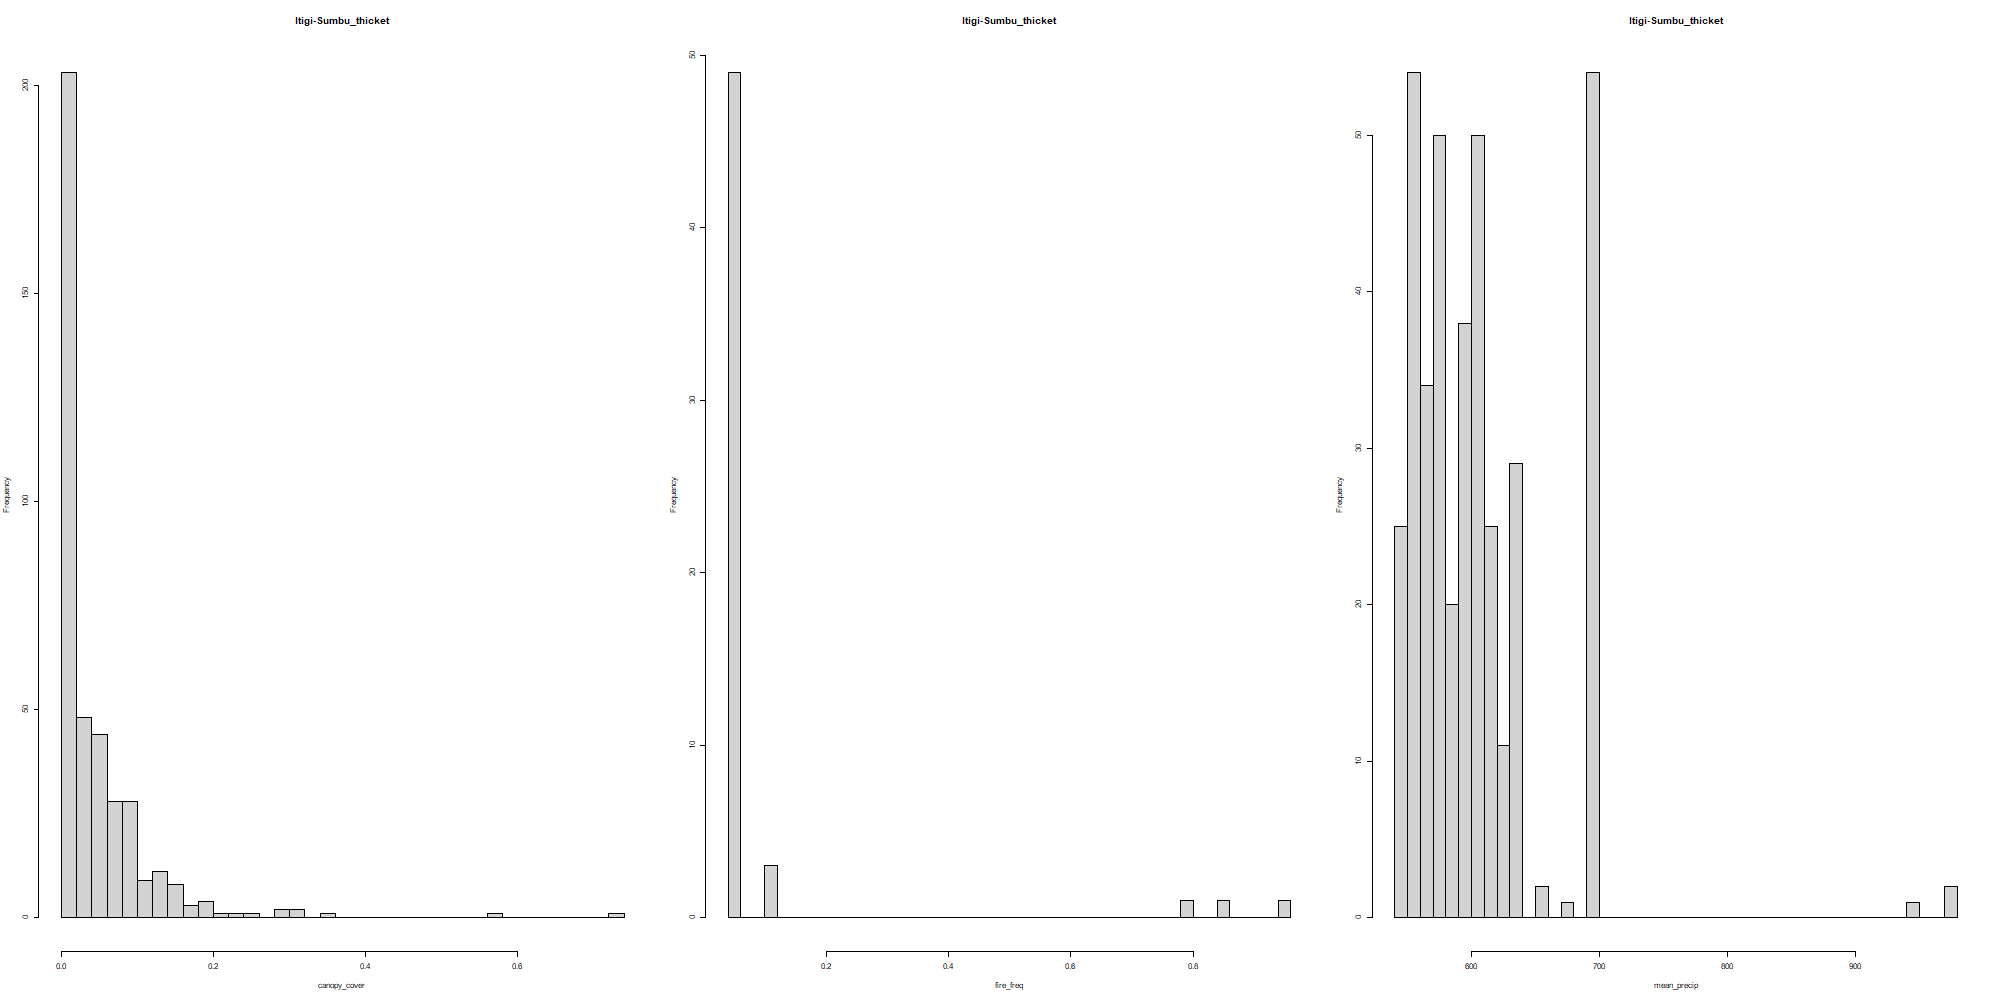 Itigi-Sumbu_thicket
Frequency
200
150
100
50
0
0.0 0.2 0.4 0.6
canopy_cover
Itigi-Sumbu_thicket
Frequency
50
40
30
20
10
0
0.2 0.4 0.6 0.8
fire_freq
Itigi-Sumbu_thicket
Frequency
50
40
30
20
10
0
600 700 800 900
mean_precip